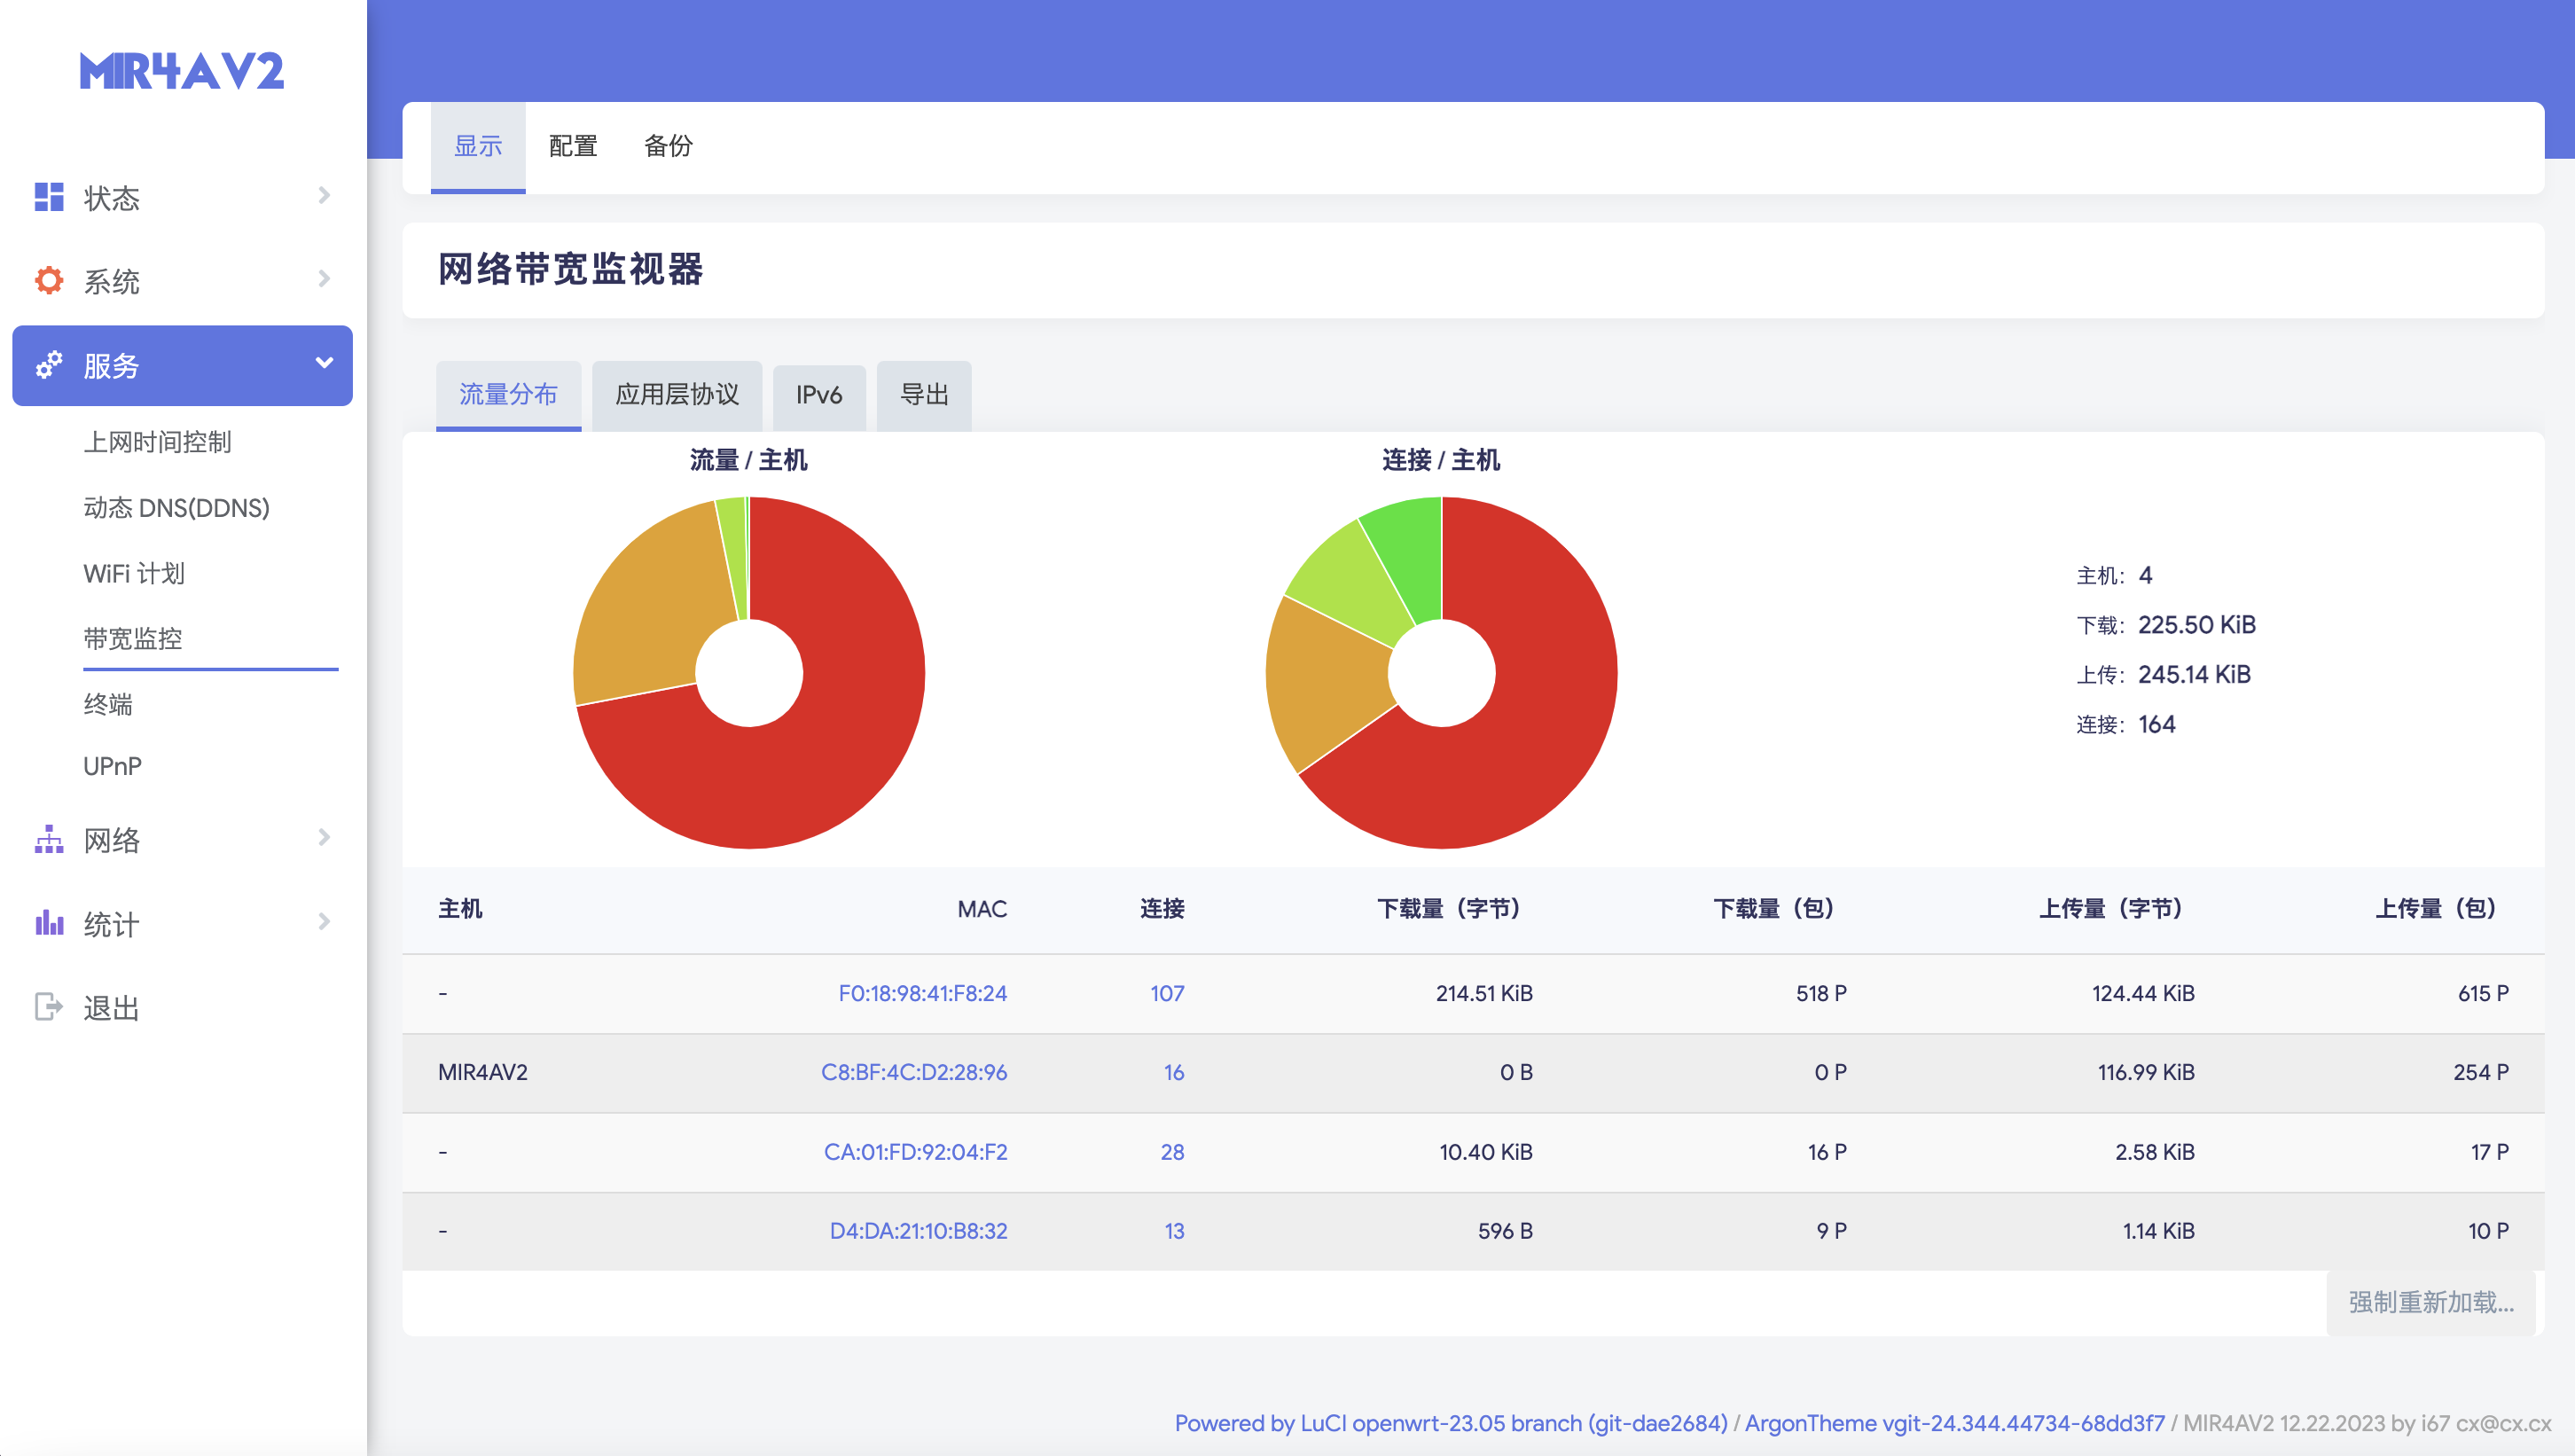 MIR4AV2
状态
系统
服务
上网时间控制
动态 DNS(DDNS)
WiFi 计划
带宽监控
终端
UPnP
网络
统计
退出
显示 配置 备份
网络带宽监视器
流量分布 应用层协议 IPv6 导出
流量 / 主机 连接 / 主机
主机: 4
下载: 225.50 KiB
上传: 245.14 KiB
连接: 164
主机 MAC 连接 下载量（字节） 下载量（包） 上传量（字节） 上传量（包）
- F0:18:98:41:F8:24 107 214.51 KiB 518 P 124.44 KiB 615 P
MIR4AV2 C8:BF:4C:D2:28:96 16 0 B 0 P 116.99 KiB 254 P
- CA:01:FD:92:04:F2 28 10.40 KiB 16 P 2.58 KiB 17 P
- D4:DA:21:10:B8:32 13 596 B 9 P 1.14 KiB 10 P
强制重新加载...
Powered by LuCI openwrt-23.05 branch (git-dae2684) / ArgonTheme vgit-24.344.44734-68dd3f7 / MIR4AV2 12.22.2023 by i67 cx@cx.cx